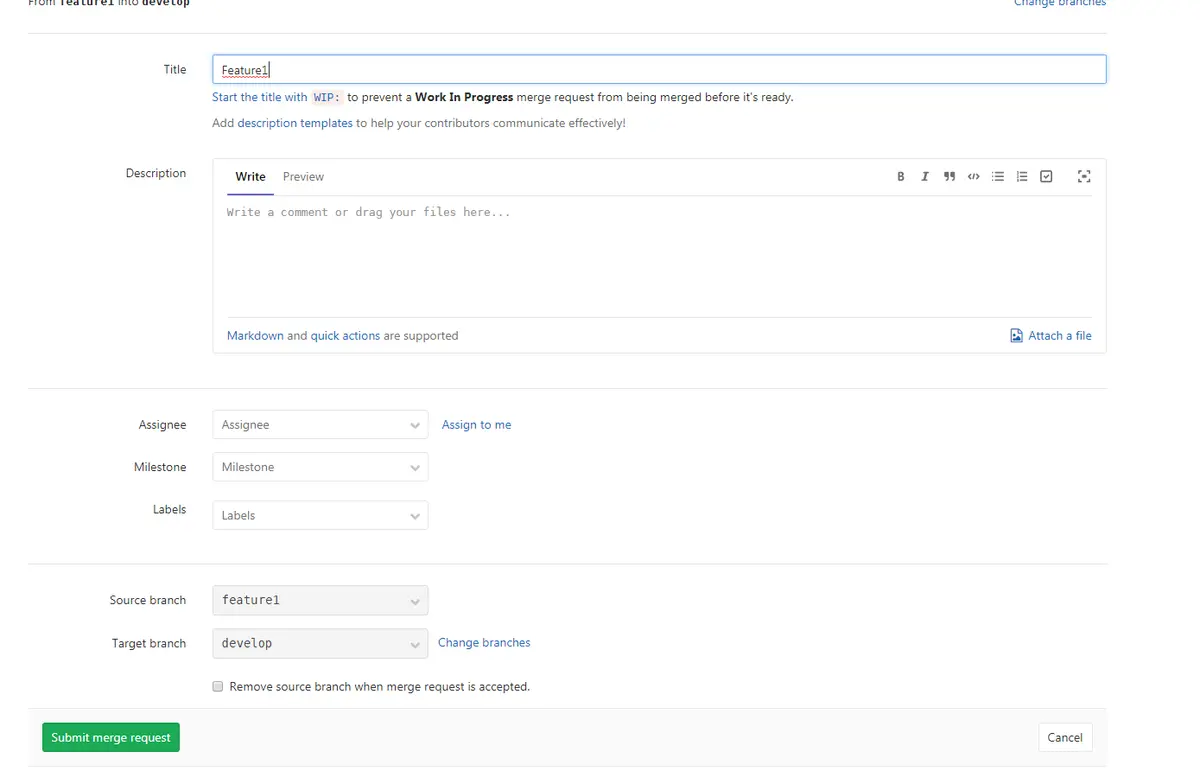 From feature1 into develop
Change branches
Title
Feature1
Start the title with WIP: to prevent a Work In Progress merge request from being merged before it's ready.
Add description templates to help your contributors communicate effectively!
Description
Write Preview
Write a comment or drag your files here...
Markdown and quick actions are supported
Attach a file
Assignee
Assignee
Assign to me
Milestone
Milestone
Labels
Labels
Source branch
feature1
Target branch
develop
Change branches
Remove source branch when merge request is accepted.
Submit merge request
Cancel